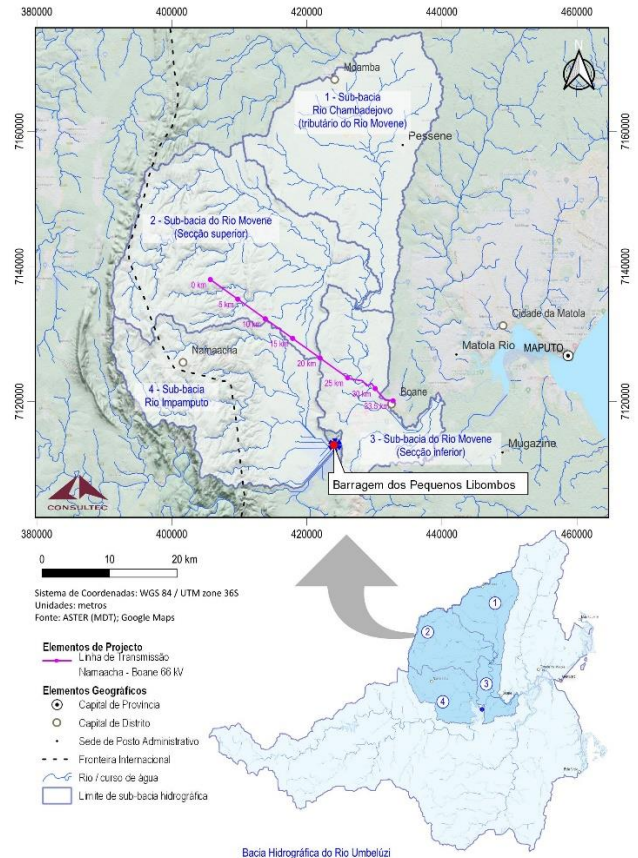 380000 400000 420000 440000 460000
N
7160000
7160000
Moamba
1 - Sub-bacia
Rio Chambadejovo
(tributário do Rio Movene)
Pessene
2 - Sub-bacia do Rio Movene
(Secção superior)
7140000
7140000
0 km
5 km
10 km
15 km
20 km
25 km
30 km
Cidade da Matola
Matola Rio
MAPUTO
Namaacha
Boane
4 - Sub-bacia
Rio Impamputo
7120000
7120000
3 - Sub-bacia do Rio Movene
(Secção inferior)
Mugazine
Barragem dos Pequenos Libombos
CONSULTEC
380000 400000 420000 440000 460000
0 10 20 km
Sistema de Coordenadas: WGS 84 / UTM zone 36S
Unidades: metros
Fonte: ASTER (MDT); Google Maps
Elementos de Projecto
Linha de Transmissão
Namaacha - Boane 66 kV
Elementos Geográficos
Capital de Província
Capital de Distrito
Sede de Posto Administrativo
Fronteira Internacional
Rio / curso de água
Limite de sub-bacia hidrográfica
1
2
3
4
Bacia Hidrográfica do Rio Umbelúzi